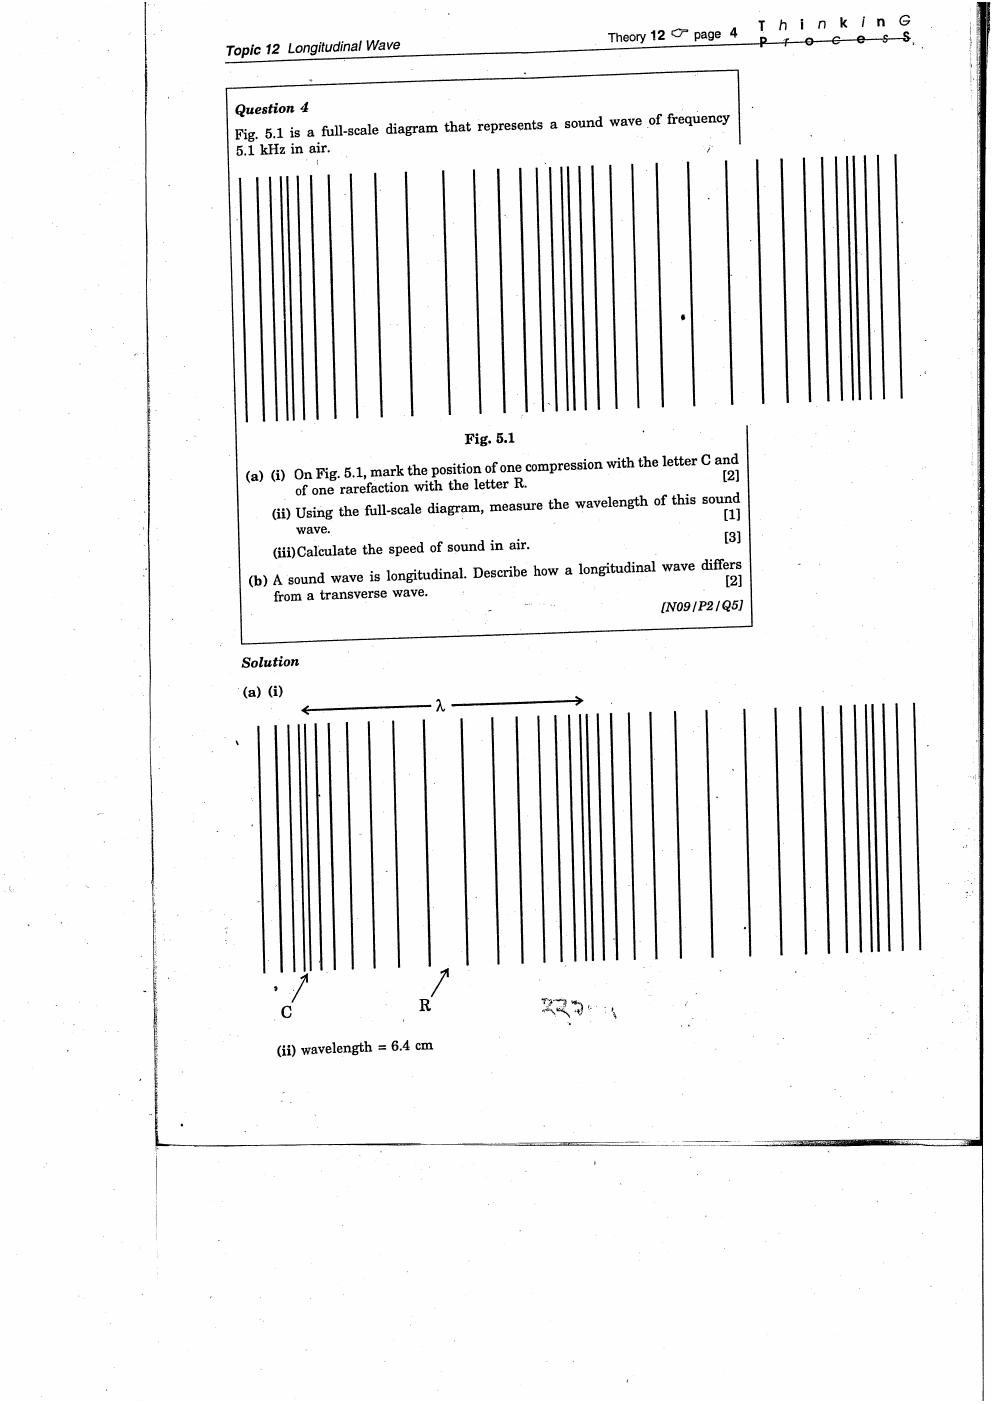 Topic 12 Longitudinal Wave
Theory 12 ☞ page 4
T h i n k i n G
P r o c e s S
Question 4
Fig. 5.1 is a full-scale diagram that represents a sound wave of frequency
5.1 kHz in air.
Fig. 5.1
(a) (i) On Fig. 5.1, mark the position of one compression with the letter C and
of one rarefaction with the letter R. [2]
(ii) Using the full-scale diagram, measure the wavelength of this sound
wave. [1]
(iii) Calculate the speed of sound in air. [3]
(b) A sound wave is longitudinal. Describe how a longitudinal wave differs
from a transverse wave. [2]
[N09/P2/Q5]
Solution
(a) (i)
λ
C
R
(ii) wavelength = 6.4 cm